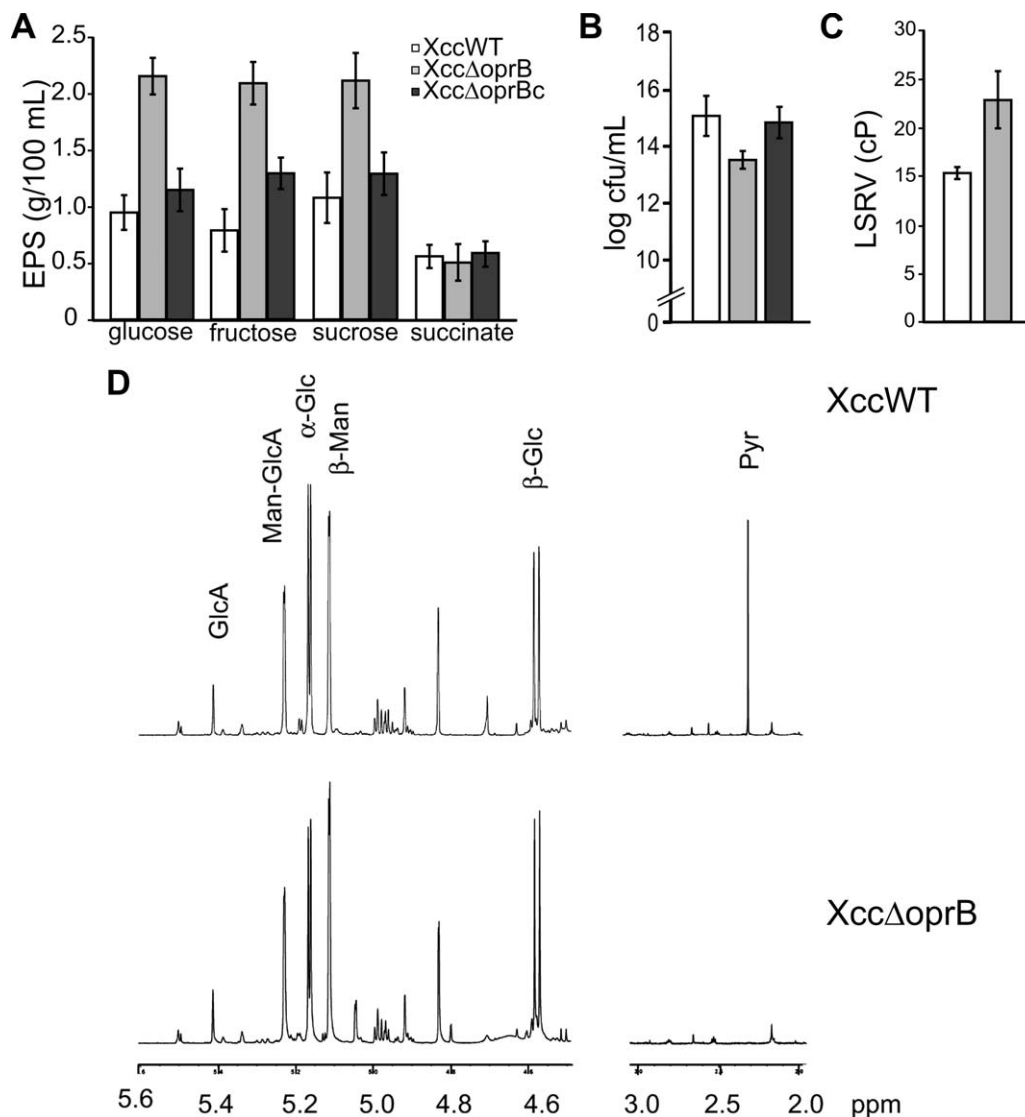 A
2.5
2.0
1.5
1.0
0.5
0
EPS (g/100 mL)
glucose fructose sucrose succinate
XccWT
XccΔoprB
XccΔoprBc
B
16
14
12
10
0
log cfu/mL
C
30
25
20
15
10
5
0
LSRV (cP)
D
GlcA
Man-GlcA
α-Glc
β-Man
β-Glc
Pyr
XccWT
XccΔoprB
5.6 5.4 5.2 5.0 4.8 4.6 3.0 2.5 2.0 ppm